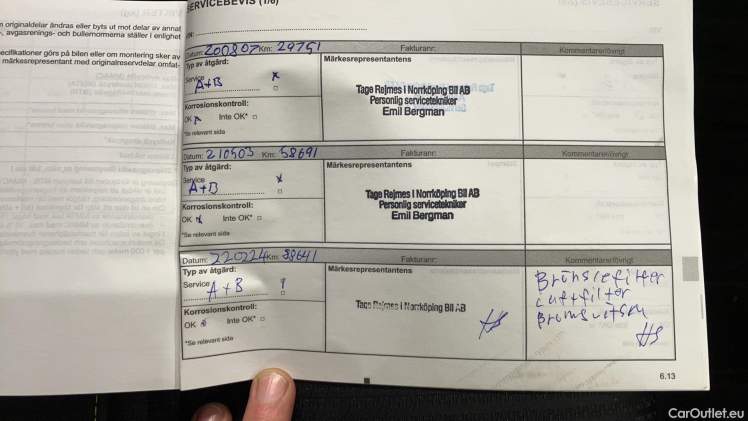 n originaldelar ändras eller byts ut mot delar av annat
-, avgasrenings- och bullernormerna ställer i enlighet
pecifikationer görs på bilen eller om montering sker av
märkesrepresentant med originalreservdelar omfat-
SERVICEBEVIS (1/6)
Datum: 200807 Km: 29751 Fakturanr: Kommentarer/övrigt
Typ av åtgärd: Märkesrepresentantens
Service
A+B x
Tage Rejmes i Norrköping Bil AB
Personlig servicetekniker
Emil Bergman
Korrosionskontroll:
OK x Inte OK*
*Se relevant sida
Datum: 210503 Km: 58691 Fakturanr: Kommentarer/övrigt
Typ av åtgärd: Märkesrepresentantens
Service
A+B x
Tage Rejmes i Norrköping Bil AB
Personlig servicetekniker
Emil Bergman
Korrosionskontroll:
OK x Inte OK*
*Se relevant sida
Datum: 220224 Km: 88641 Fakturanr: Kommentarer/övrigt
Typ av åtgärd: Märkesrepresentantens
Service
A+B
Tage Rejmes i Norrköping Bil AB
Korrosionskontroll:
OK Inte OK*
*Se relevant sida
Bränslefilter
Luftfilter
Bromsvätska
6.13
CarOutlet.eu